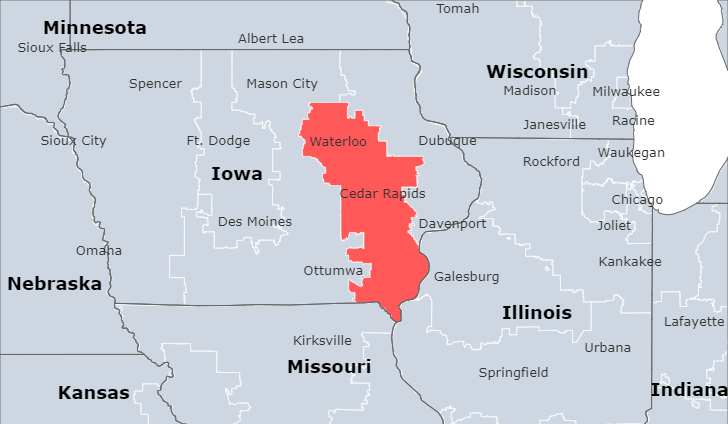 Tomah
Minnesota
Albert Lea
Sioux Falls
Wisconsin
Spencer
Mason City
Madison
Milwaukee
Janesville
Racine
Sioux City
Ft. Dodge
Waterloo
Dubuque
Waukegan
Rockford
Iowa
Cedar Rapids
Chicago
Des Moines
Davenport
Joliet
Omaha
Kankakee
Ottumwa
Galesburg
Nebraska
Illinois
Lafayette
Kirksville
Urbana
Missouri
Springfield
Kansas
Indiana